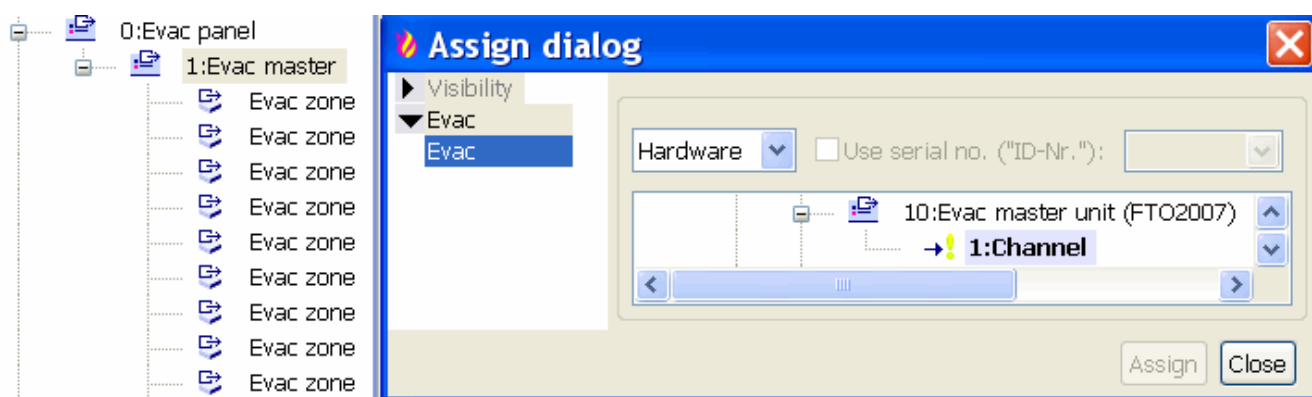 0:Evac panel
1:Evac master
Evac zone
Evac zone
Evac zone
Evac zone
Evac zone
Evac zone
Evac zone
Evac zone
Evac zone
Assign dialog
Visibility
Evac
Evac
Hardware
Use serial no. ("ID-Nr."):
10:Evac master unit (FTO2007)
1:Channel
Assign
Close